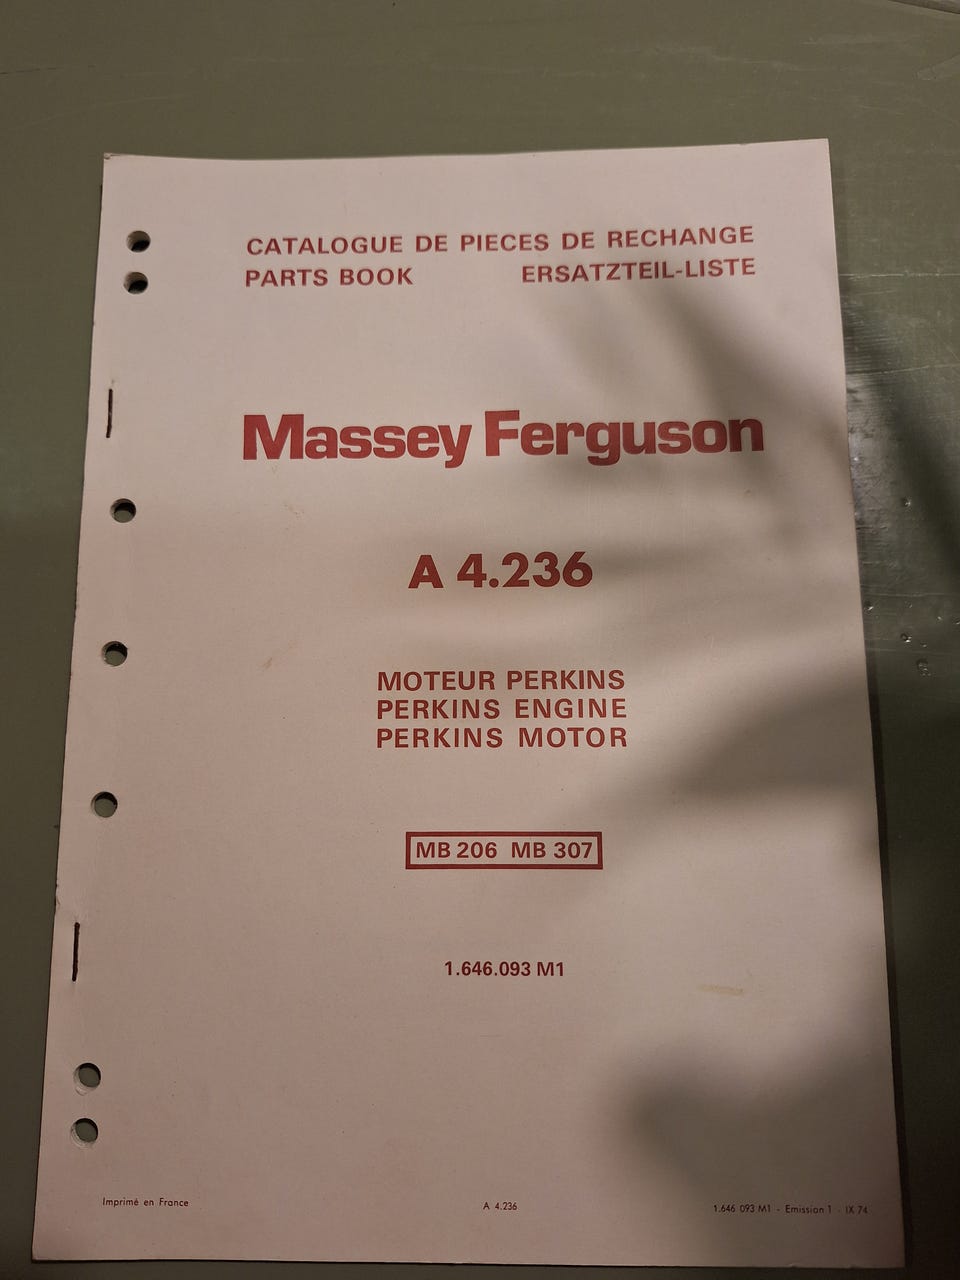 CATALOGUE DE PIECES DE RECHANGE
PARTS BOOK ERSATZTEIL-LISTE
Massey Ferguson
A 4.236
MOTEUR PERKINS
PERKINS ENGINE
PERKINS MOTOR
MB 206 MB 307
1.646.093 M1
Imprimé en France A 4.236 1.646 093 M1 - Emission 1 - IX 74